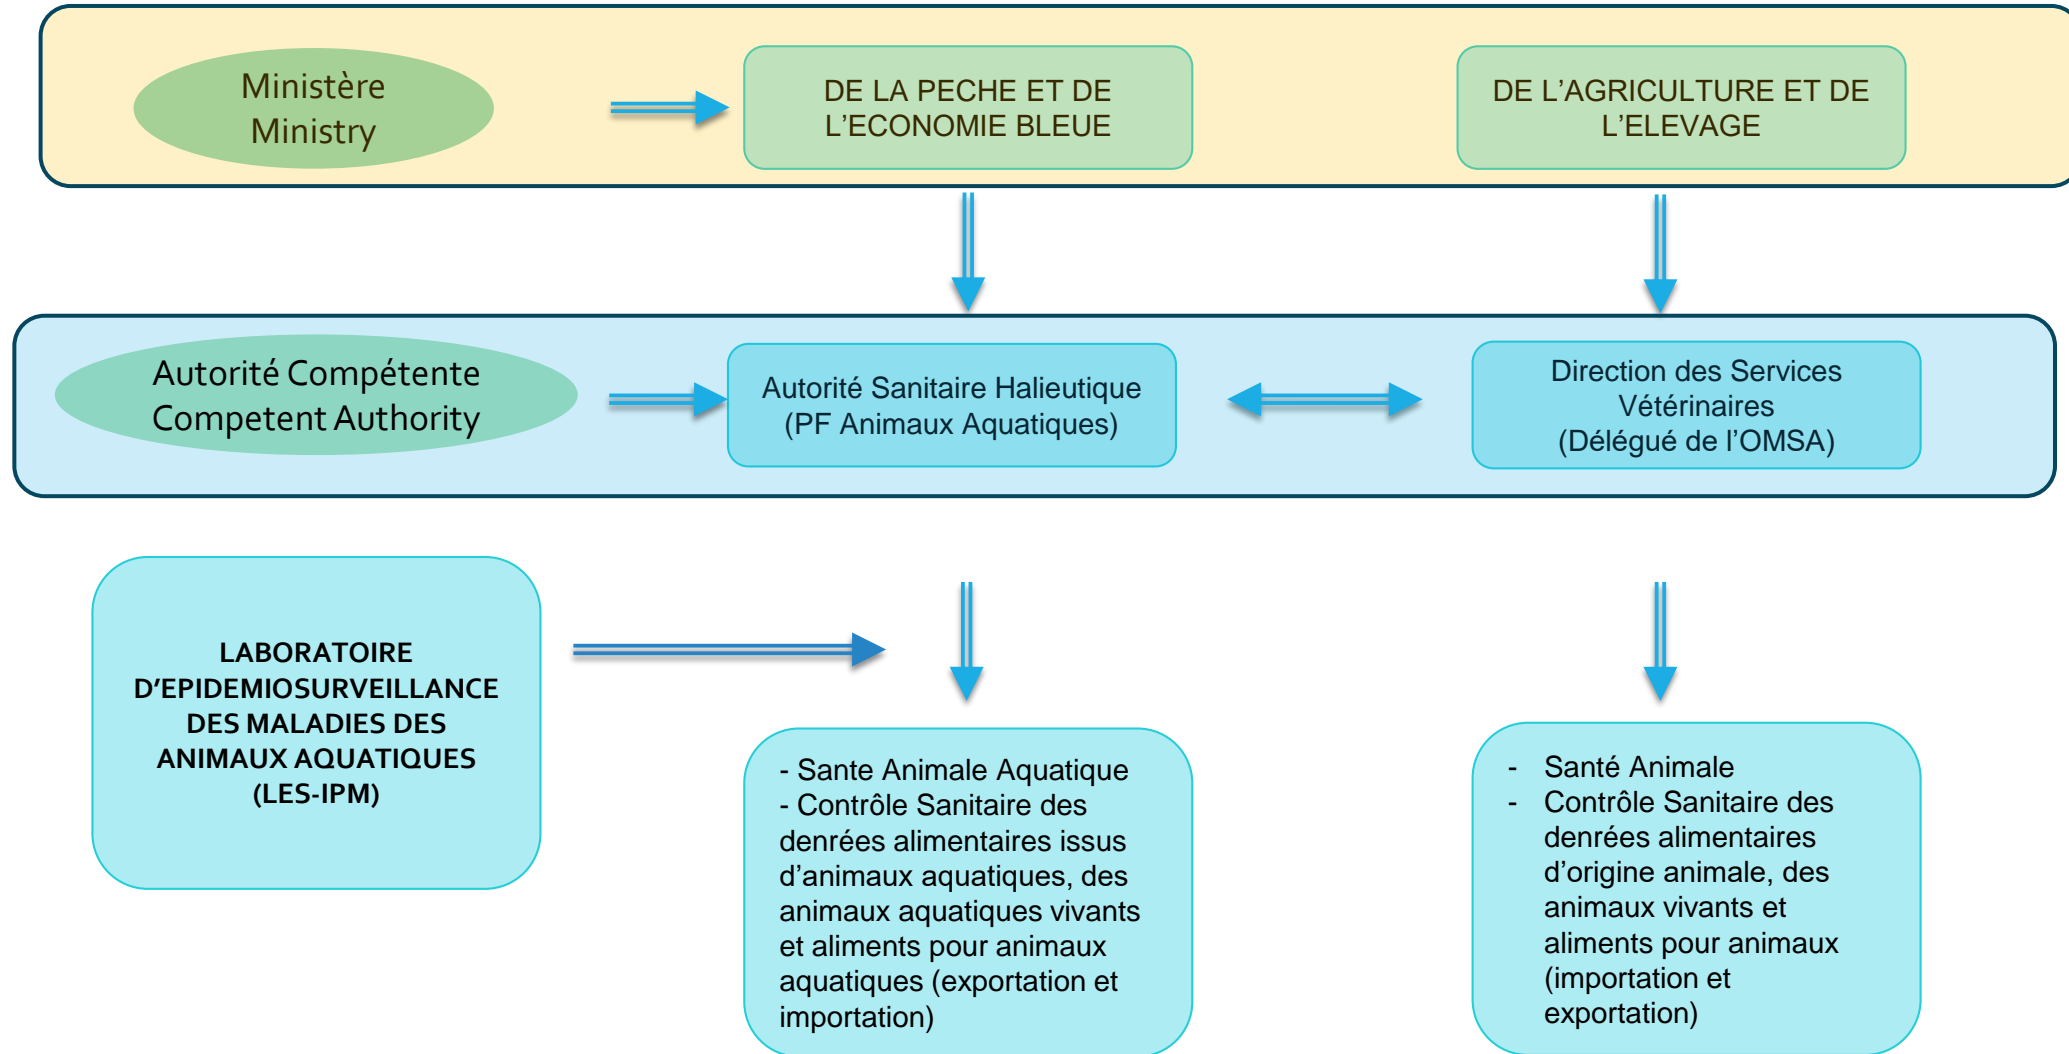 Ministère
Ministry
DE LA PECHE ET DE
L'ECONOMIE BLEUE
DE L'AGRICULTURE ET DE
L'ELEVAGE
Autorité Compétente
Competent Authority
Autorité Sanitaire Halieutique
(PF Animaux Aquatiques)
Direction des Services
Vétérinaires
(Délégué de l'OMSA)
LABORATOIRE
D'EPIDEMIOSURVEILLANCE
DES MALADIES DES
ANIMAUX AQUATIQUES
(LES-IPM)
- Sante Animale Aquatique
- Contrôle Sanitaire des
denrées alimentaires issus
d'animaux aquatiques, des
animaux aquatiques vivants
et aliments pour animaux
aquatiques (exportation et
importation)
- Santé Animale
- Contrôle Sanitaire des
denrées alimentaires
d'origine animale, des
animaux vivants et
aliments pour animaux
(importation et
exportation)